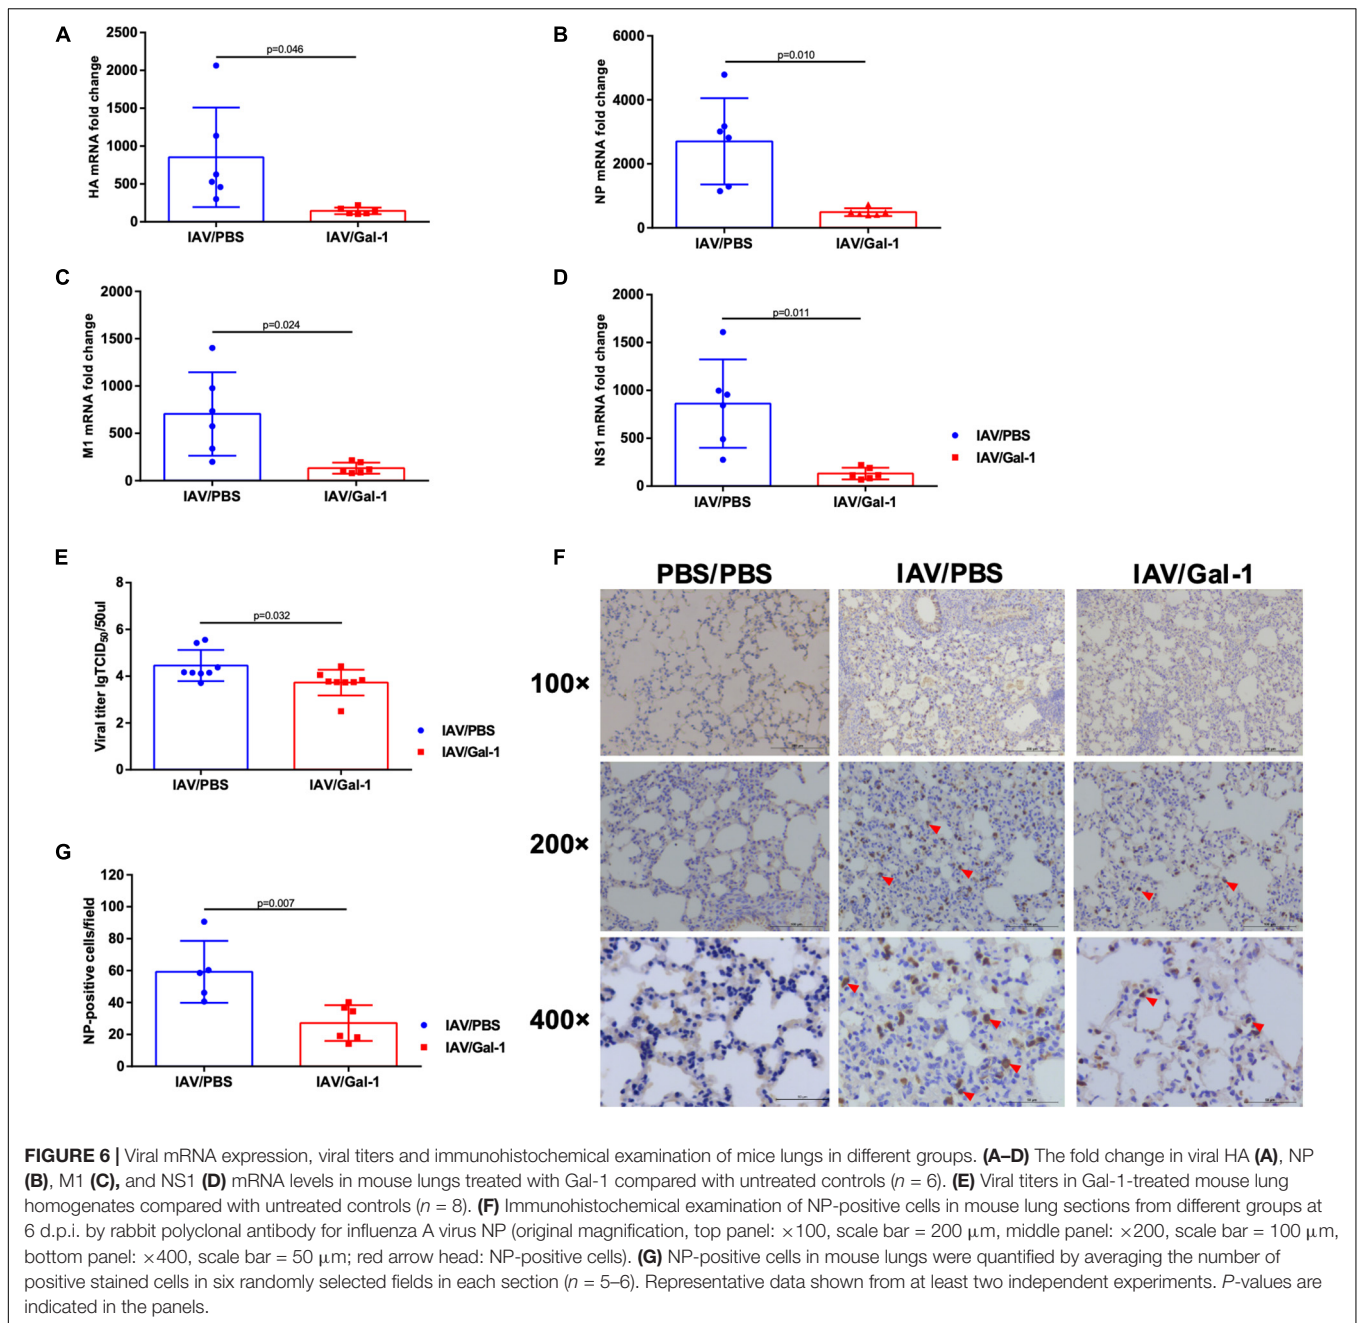 A
2500
2000
1500
1000
500
0
HA mRNA fold change
p=0.046
IAV/PBS
IAV/Gal-1
B
6000
4000
2000
0
NP mRNA fold change
p=0.010
IAV/PBS
IAV/Gal-1
C
2000
1500
1000
500
0
M1 mRNA fold change
p=0.024
IAV/PBS
IAV/Gal-1
D
2000
1500
1000
500
0
NS1 mRNA fold change
p=0.011
IAV/PBS
IAV/Gal-1
IAV/PBS
IAV/Gal-1
E
8
6
4
2
0
Viral titer lgTCID50/50ul
p=0.032
IAV/PBS
IAV/Gal-1
IAV/PBS
IAV/Gal-1
F
PBS/PBS
IAV/PBS
IAV/Gal-1
100×
200×
400×
G
120
100
80
60
40
20
0
NP-positive cells/field
p=0.007
IAV/PBS
IAV/Gal-1
IAV/PBS
IAV/Gal-1
FIGURE 6 | Viral mRNA expression, viral titers and immunohistochemical examination of mice lungs in different groups. (A–D) The fold change in viral HA (A), NP
(B), M1 (C), and NS1 (D) mRNA levels in mouse lungs treated with Gal-1 compared with untreated controls (n = 6). (E) Viral titers in Gal-1-treated mouse lung
homogenates compared with untreated controls (n = 8). (F) Immunohistochemical examination of NP-positive cells in mouse lung sections from different groups at
6 d.p.i. by rabbit polyclonal antibody for influenza A virus NP (original magnification, top panel: ×100, scale bar = 200 μm, middle panel: ×200, scale bar = 100 μm,
bottom panel: ×400, scale bar = 50 μm; red arrow head: NP-positive cells). (G) NP-positive cells in mouse lungs were quantified by averaging the number of
positive stained cells in six randomly selected fields in each section (n = 5–6). Representative data shown from at least two independent experiments. P-values are
indicated in the panels.